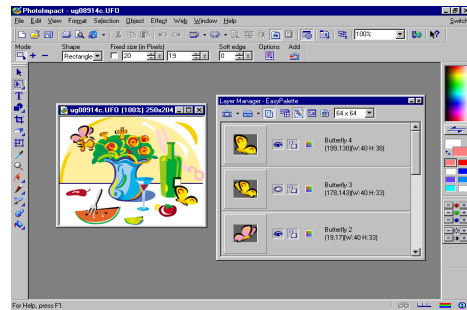 PhotoImpact - ug08914c.UFO
File Edit View Format Selection Object Effect Web Window Help Switch
100%
Mode Shape Fixed size (in Pixels) Soft edge Options Add
Rectangle 20 19 0
ug08914c.UFO (100%) 250x204
Layer Manager - EasyPalette
64 x 64
Butterfly 4
(199,130)(W: 40 H: 38)
Butterfly 3
(178,143)(W:40 H:33)
Butterfly 2
(19,17)(W: 40 H: 33)
For Help, press F1.